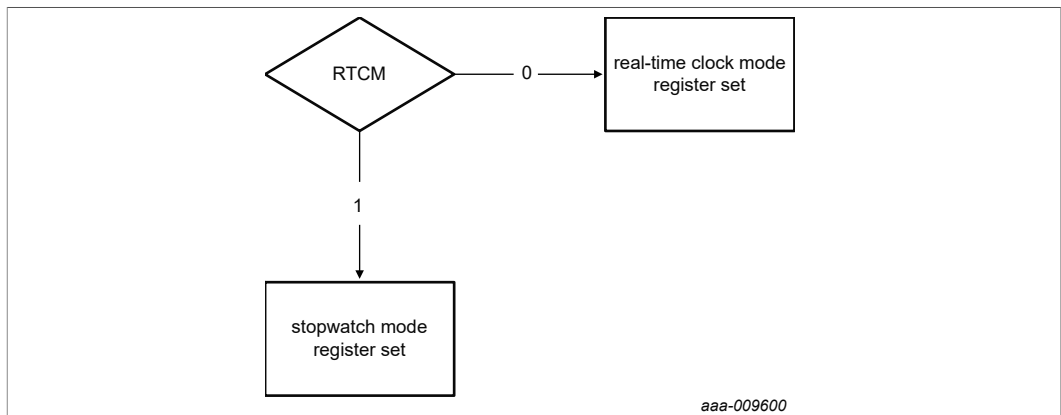 RTCM
0
real-time clock mode
register set
1
stopwatch mode
register set
aaa-009600